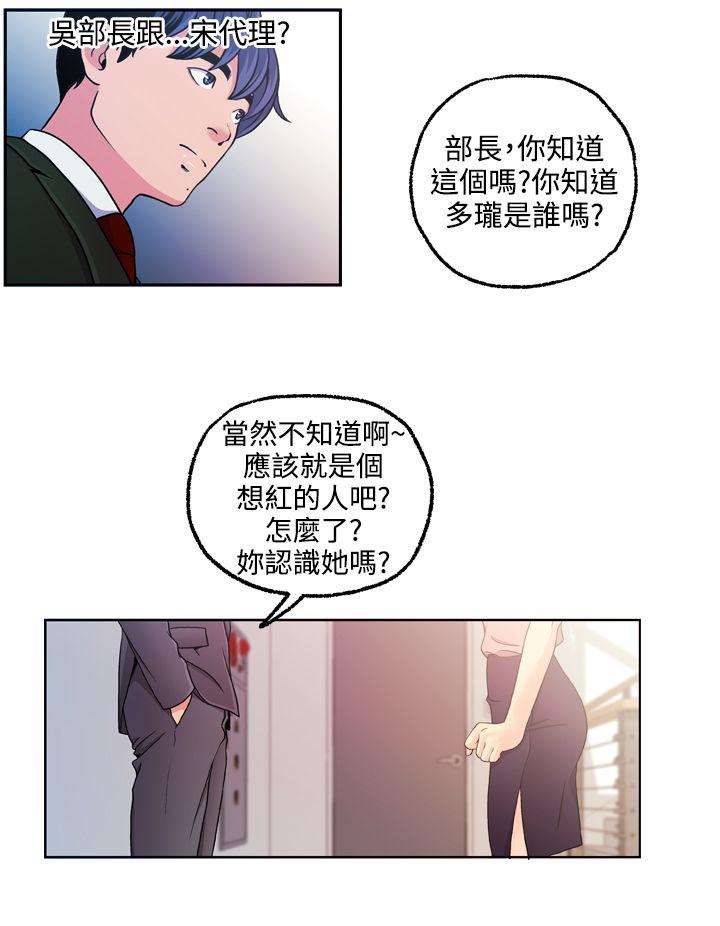 吳部長跟...宋代理?
部長,你知道
這個嗎?你知道
多瓏是誰嗎?
當然不知道啊~
應該就是個
想紅的人吧?
怎麼了?
妳認識她嗎?